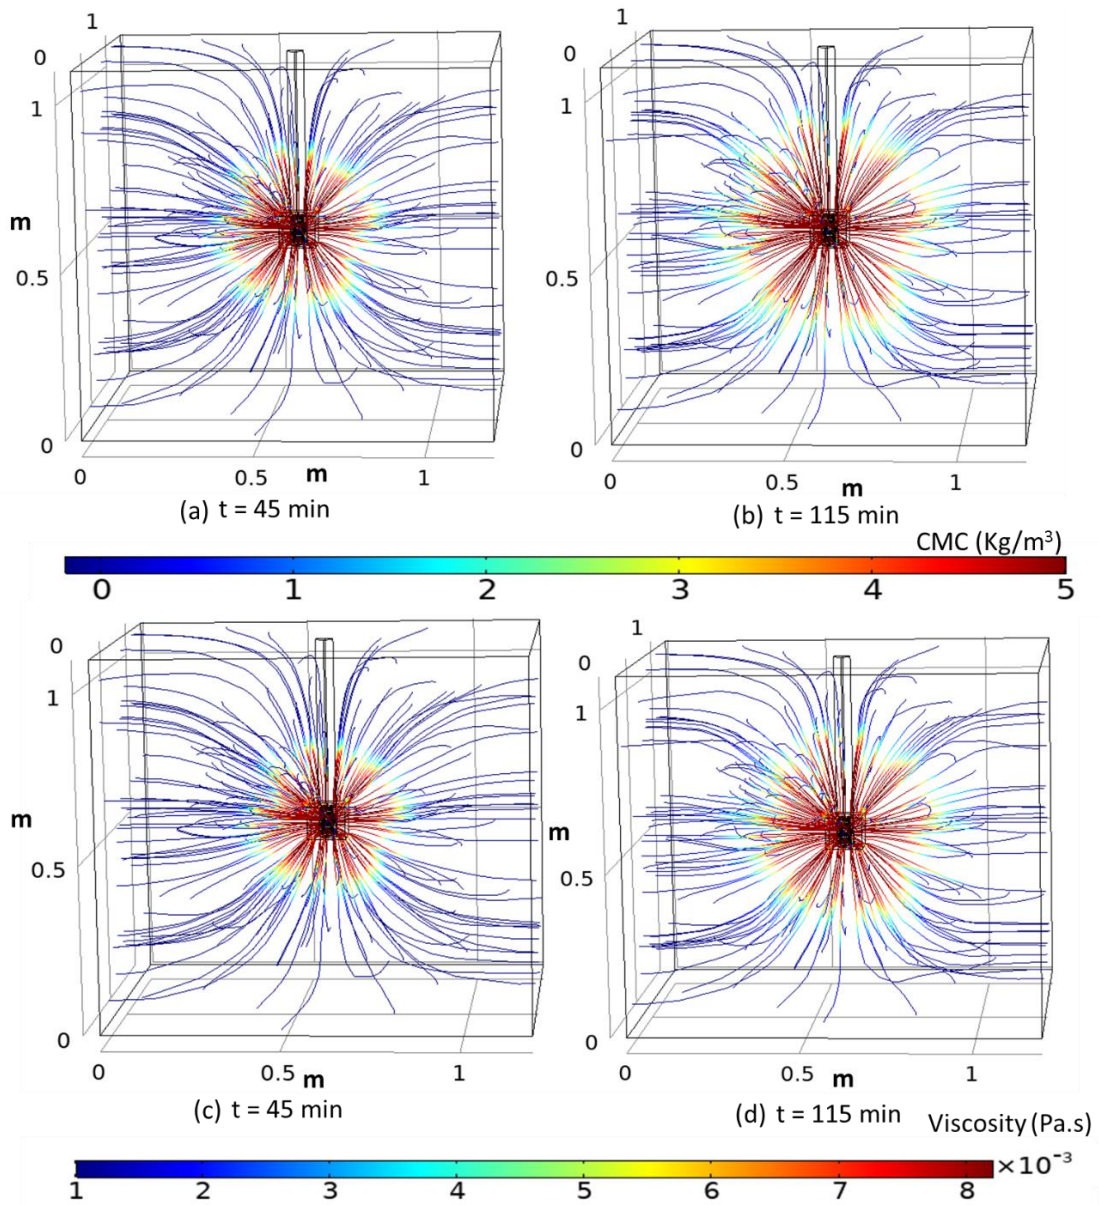 1
0
1
m
0.5
0
0
0.5
m
1
(a) t = 45 min
1
0
1
0.5
0
0
0.5
m
1
(b) t = 115 min
CMC (Kg/m³)
0 1 2 3 4 5
0
1
m
0.5
0
0
0.5
m
1
(c) t = 45 min
1
0
1
m
0.5
0
0
0.5
m
1
(d) t = 115 min
Viscosity (Pa.s)
×10⁻³
1 2 3 4 5 6 7 8